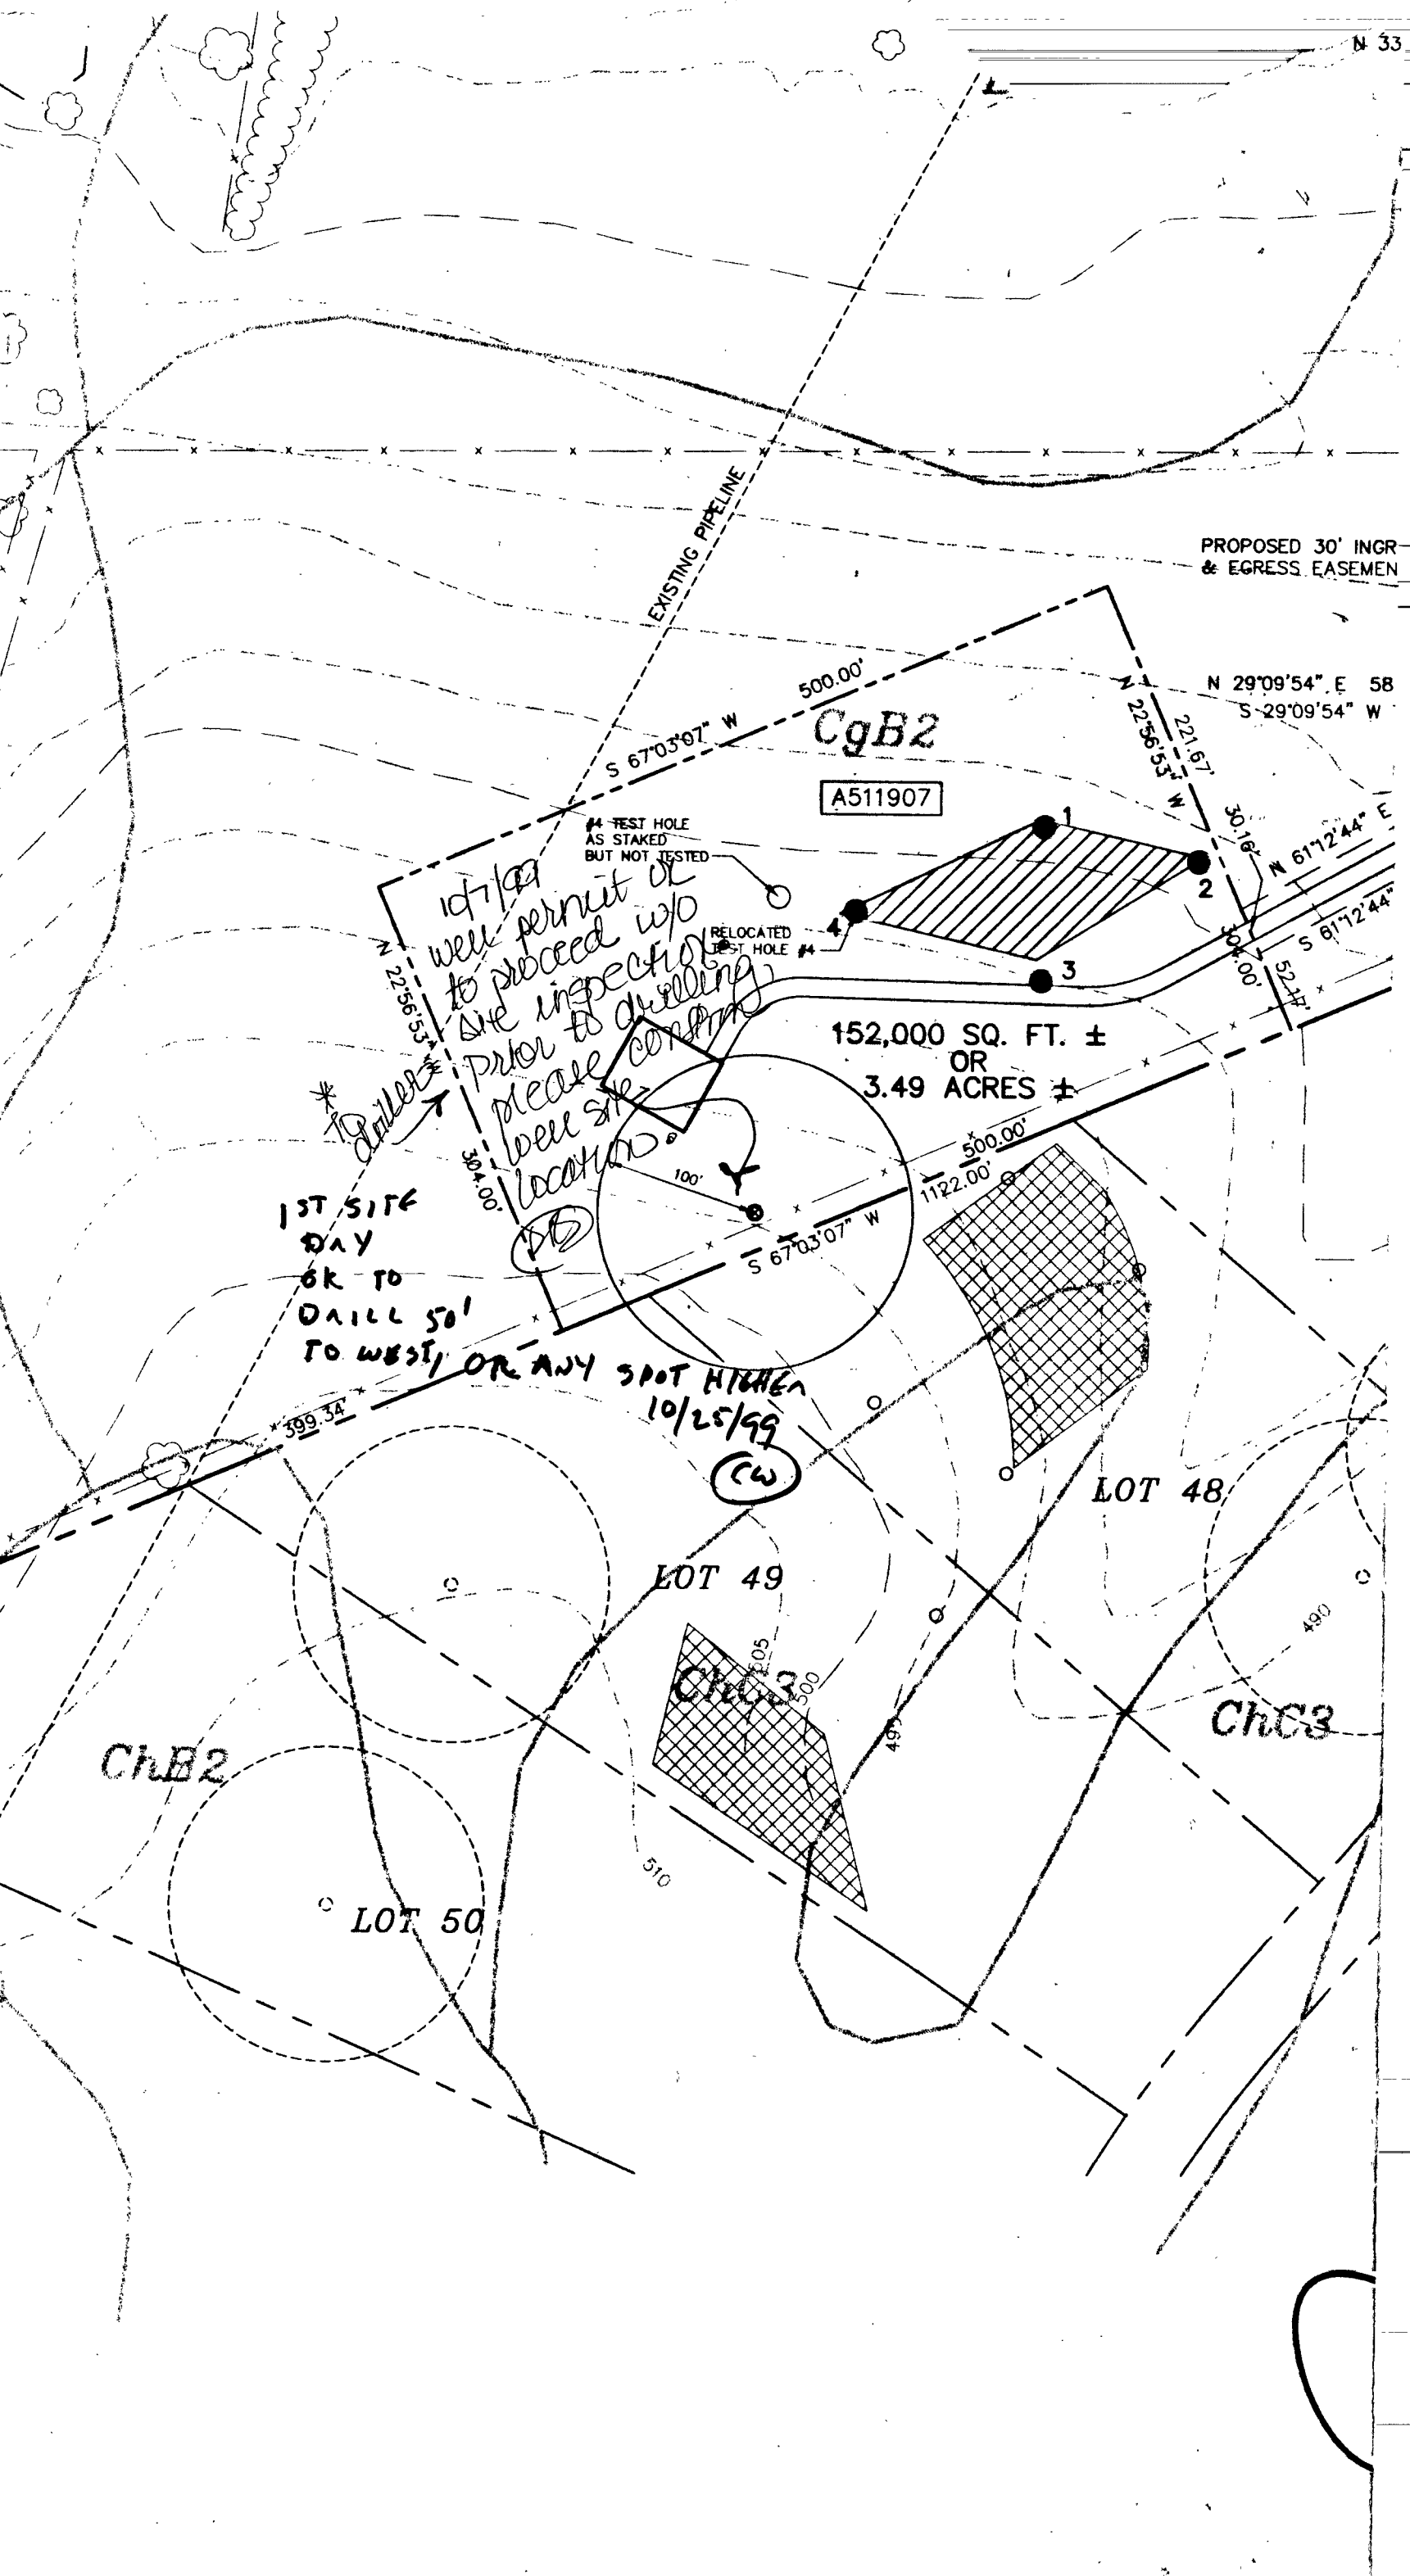 N 33
EXISTING PIPELINE
PROPOSED 30' INGR
& EGRESS EASEMEN
500.00'
S 67°03'07" W
N 29°09'54" E 58
S 29°09'54" W
CgB2
N 22°56'53" W
221.67'
A511907
#4 TEST HOLE
AS STAKED
BUT NOT TESTED
1
2
30.16'
N 61°12'44" E
S 61°12'44"
4
RELOCATED
TEST HOLE #4
3
304.00'
52.17'
10/7/99
well permit OK
to proceed w/o
site inspection
prior to drilling
please confirm
well site
location.
* Driller
N 22°56'53" W
304.00'
152,000 SQ. FT. ±
OR
3.49 ACRES ±
500.00'
1122.00'
100'
S 67°03'07" W
1ST SITE
DRY
OK TO
DRILL 50'
TO WEST, OR ANY SPOT HIGHER
10/25/99
CW
399.34'
LOT 48
LOT 49
505
500
490
ChC3
ChC3
ChB2
510
LOT 50